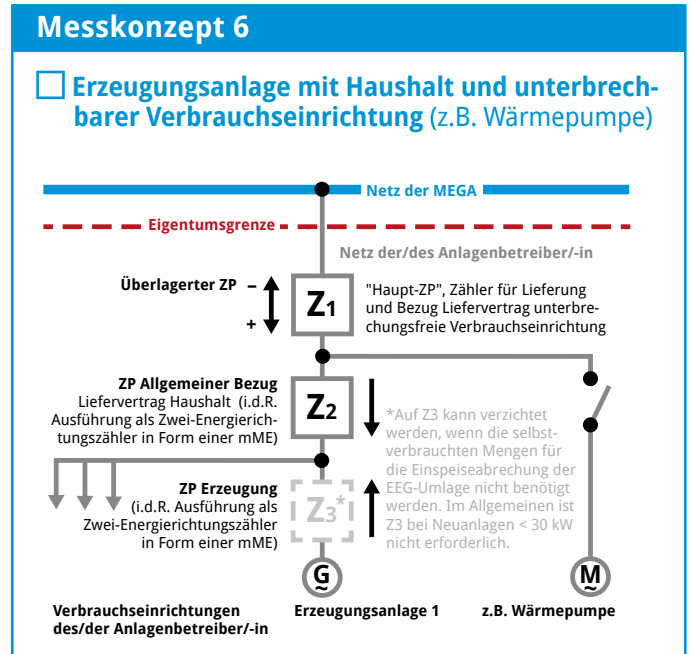 Messkonzept 6
Erzeugungsanlage mit Haushalt und unterbrech-
barer Verbrauchseinrichtung (z.B. Wärmepumpe)
Netz der MEGA
Eigentumsgrenze
Netz der/des Anlagenbetreiber/-in
Überlagerter ZP
–
+
Z1
"Haupt-ZP", Zähler für Lieferung
und Bezug Liefervertrag unterbre-
chungsfreie Verbrauchseinrichtung
ZP Allgemeiner Bezug
Liefervertrag Haushalt (i.d.R.
Ausführung als Zwei-Energierich-
tungszähler in Form einer mME)
Z2
*Auf Z3 kann verzichtet
werden, wenn die selbst-
verbrauchten Mengen für
die Einspeiseabrechung der
EEG-Umlage nicht benötigt
werden. Im Allgemeinen ist
Z3 bei Neuanlagen < 30 kW
nicht erforderlich.
ZP Erzeugung
(i.d.R. Ausführung als
Zwei-Energierichtungszähler
in Form einer mME)
Z3*
G
~
M
~
Verbrauchseinrichtungen
des/der Anlagenbetreiber/-in
Erzeugungsanlage 1
z.B. Wärmepumpe